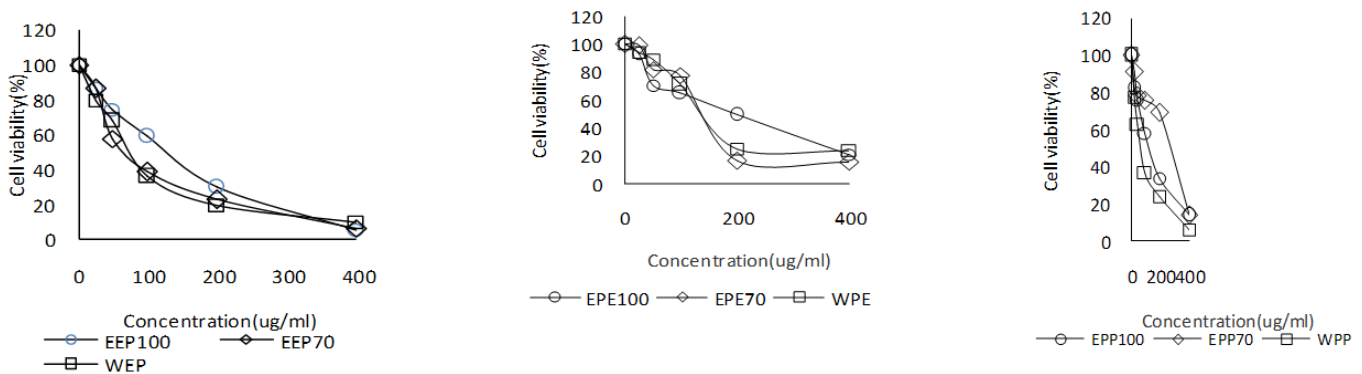 120
100
80
60
40
20
0
Cell viability(%)
0 100 200 300 400
Concentration(ug/ml)
EEP100 EEP70
WEP
120
100
80
60
40
20
0
Cell viability(%)
0 200 400
Concentration(ug/ml)
EPE100 EPE70 WPE
120
100
80
60
40
20
0
Cell viability(%)
0 200400
Concentration(ug/ml)
EPP100 EPP70 WPP